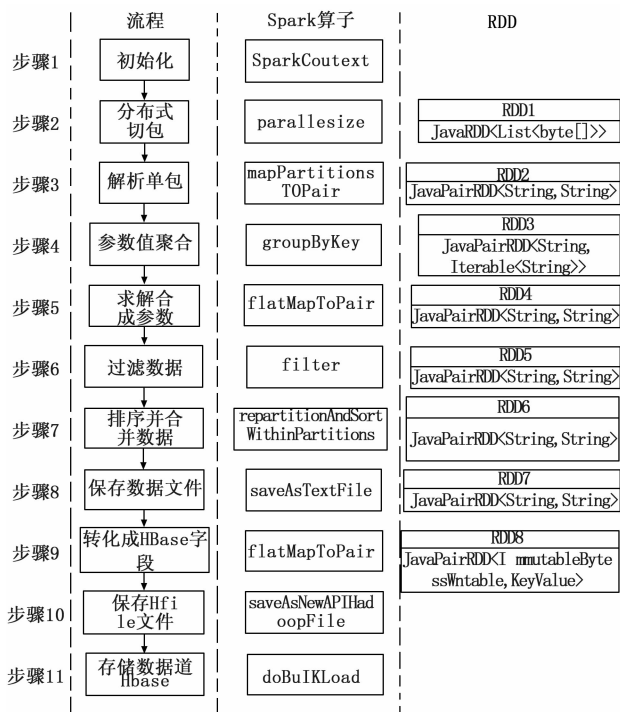 流程
Spark算子
RDD
步骤1
初始化
SparkCoutext
步骤2
分布式
切包
parallesize
RDD1
JavaRDD<List<byte[]>>
步骤3
解析单包
mapPartitions
TOPair
RDD2
JavaPairRDD<String,String>
步骤4
参数值聚合
groupByKey
RDD3
JavaPairRDD<String,
Iterable<String>>
步骤5
求解合
成参数
flatMapToPair
RDD4
JavaPairRDD<String,String>
步骤6
过滤数据
filter
RDD5
JavaPairRDD<String,String>
步骤7
排序并合
并数据
repartitionAndSort
WithinPartitions
RDD6
JavaPairRDD<String,String>
步骤8
保存数据文件
saveAsTextFile
RDD7
JavaPairRDD<String,String>
步骤9
转化成HBase字
段
flatMapToPair
RDD8
JavaPairRDD<I mmutableByte
ssWntable,KeyValue>
步骤10
保存Hfi
le文件
saveAsNewAPIHad
oopFile
步骤11
存储数据道
Hbase
doBuIKLoad